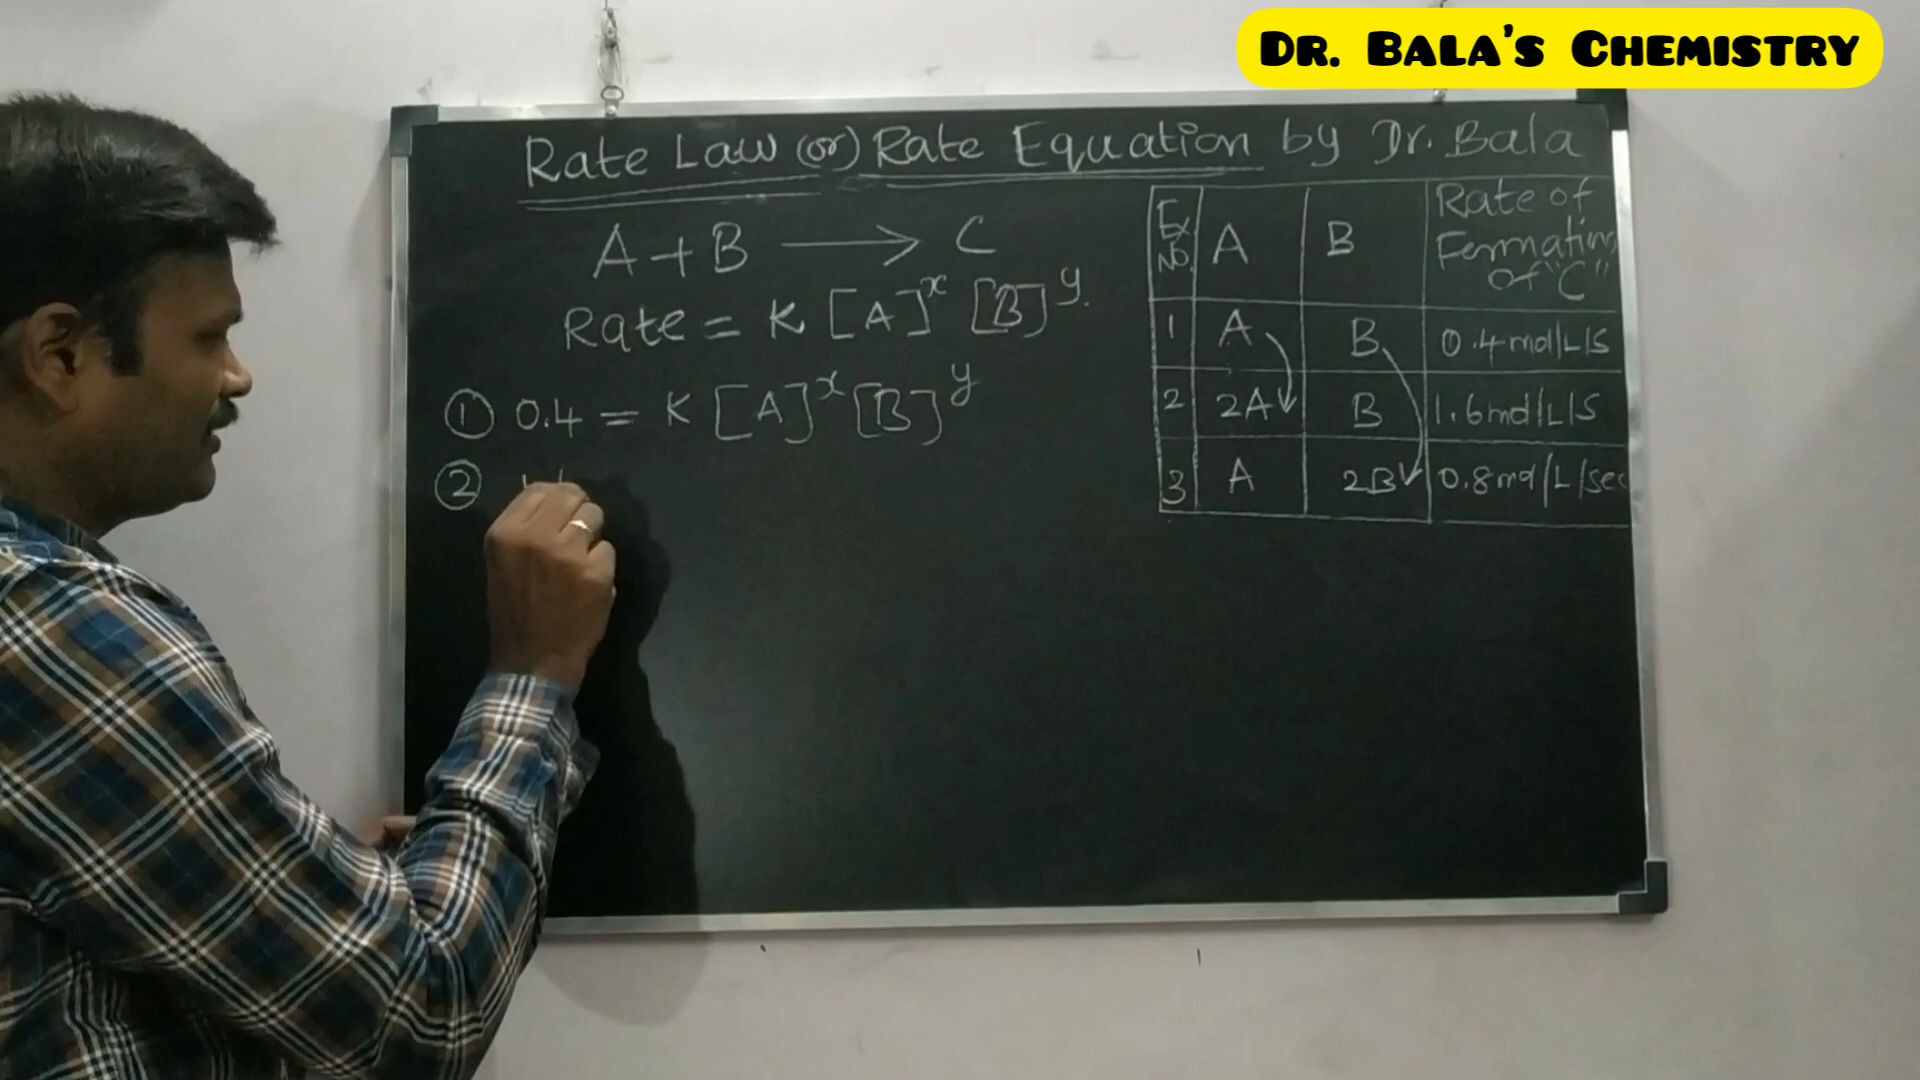 DR. BALA'S CHEMISTRY
Rate Law (or) Rate Equation by Dr. Bala
A + B ⟶ C
Rate = K [A]^x [B]^y.
① 0.4 = K [A]^x [B]^y
②
Ex. No. A B Rate of Formation of "C"
1 A B 0.4 mol/L/S
2 2A B 1.6 mol/L/S
3 A 2B 0.8 mol/L/sec